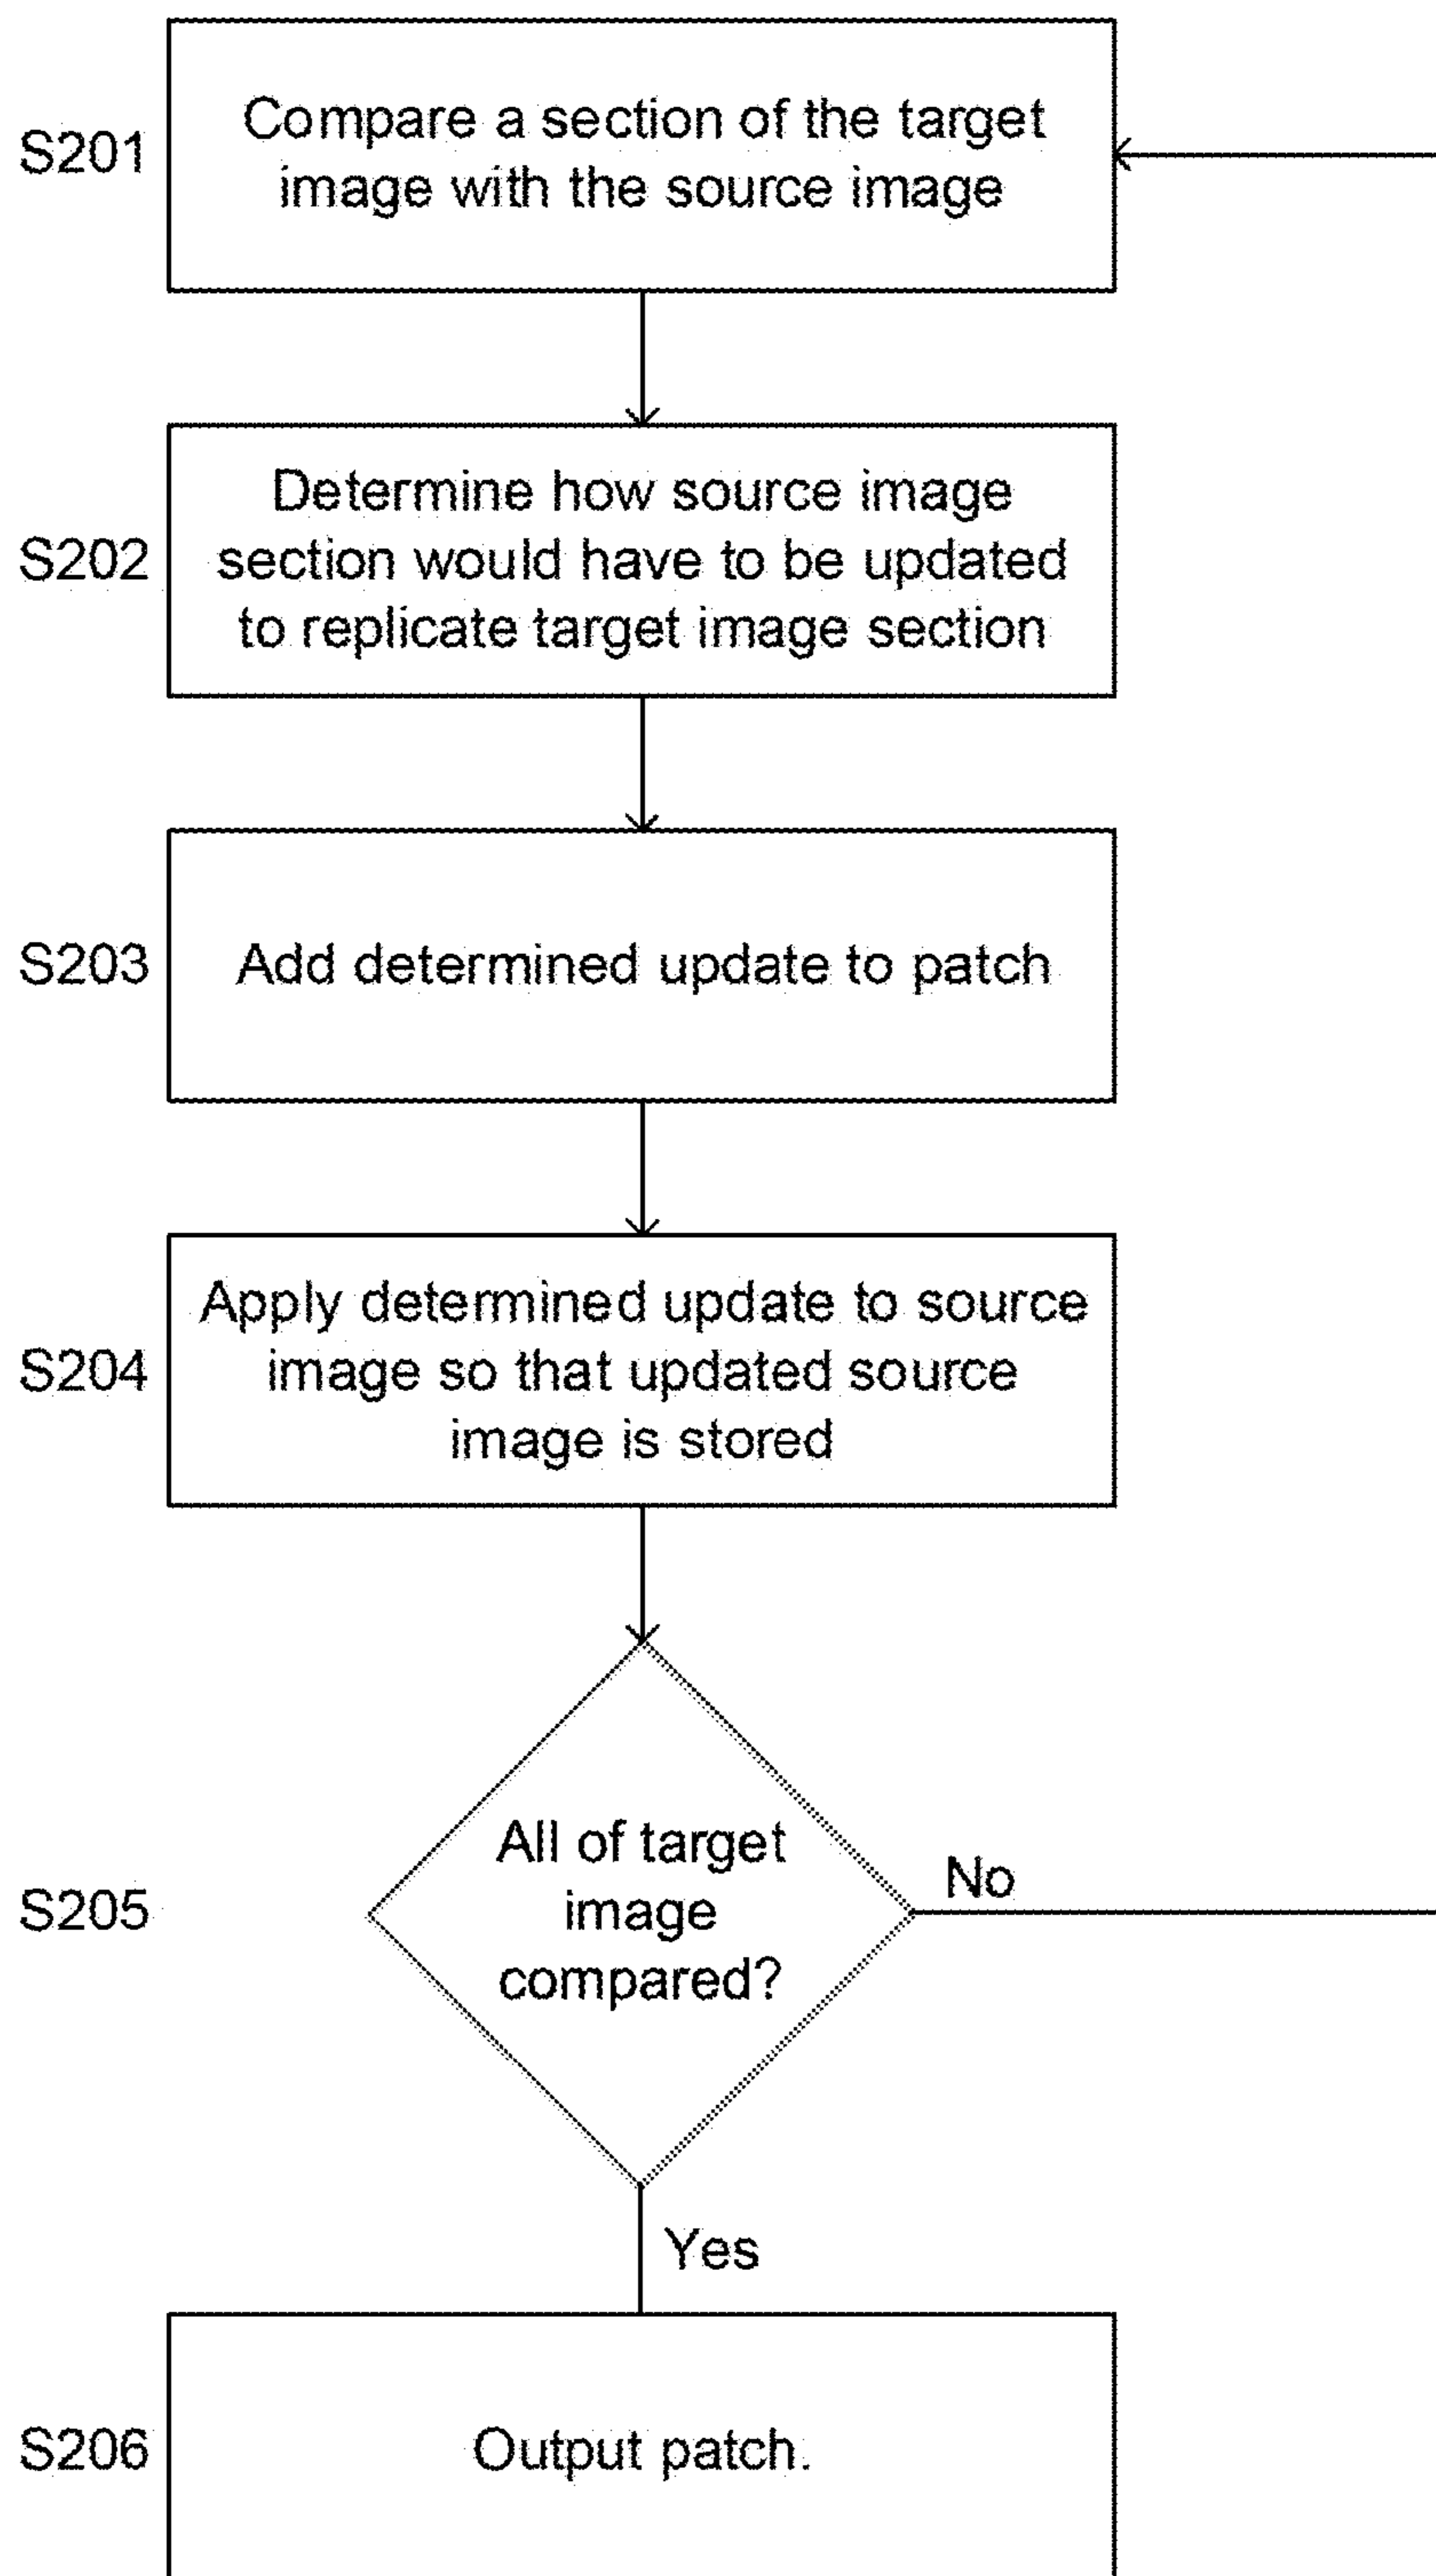 S201
Compare a section of the target
image with the source image
S202
Determine how source image
section would have to be updated
to replicate target image section
S203
Add determined update to patch
S204
Apply determined update to source
image so that updated source
image is stored
S205
All of target
image
compared?
No
Yes
S206
Output patch.